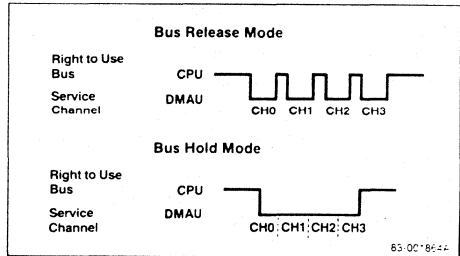 Bus Release Mode
Right to Use
Bus CPU
Service
Channel DMAU
CH0 CH1 CH2 CH3
Bus Hold Mode
Right to Use
Bus CPU
Service
Channel DMAU
CH0 CH1 CH2 CH3